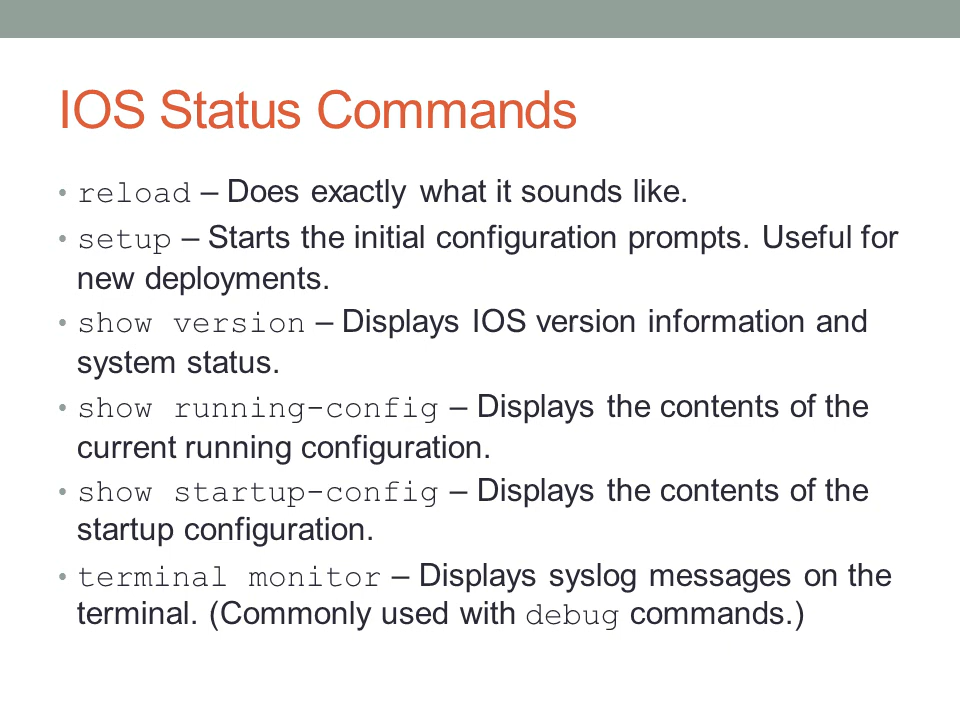 IOS Status Commands
• reload – Does exactly what it sounds like.
• setup – Starts the initial configuration prompts. Useful for
new deployments.
• show version – Displays IOS version information and
system status.
• show running-config – Displays the contents of the
current running configuration.
• show startup-config – Displays the contents of the
startup configuration.
• terminal monitor – Displays syslog messages on the
terminal. (Commonly used with debug commands.)